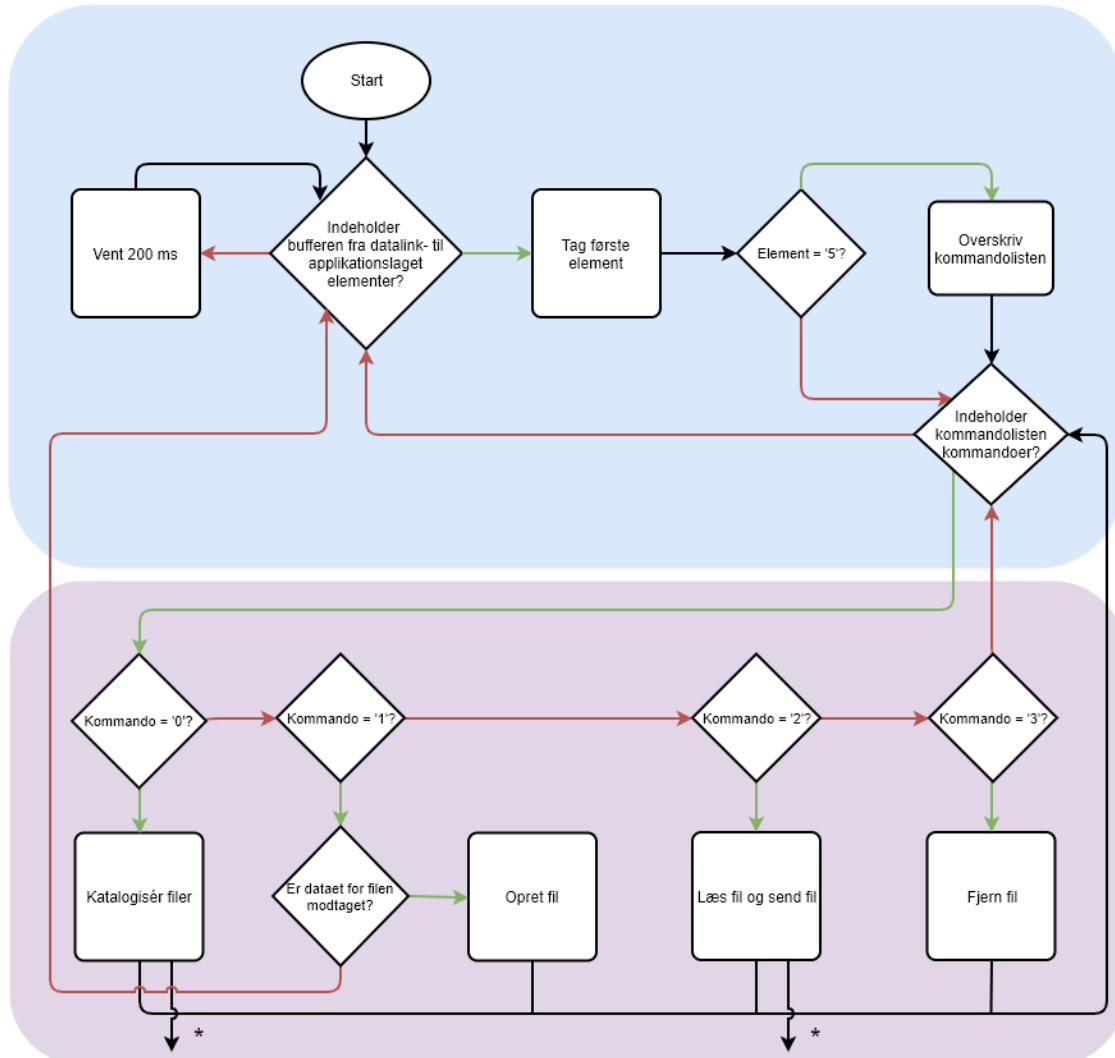 Start
Vent 200 ms
Indeholder
bufferen fra datalink- til
applikationslaget
elementer?
Tag første
element
Element = '5'?
Overskriv
kommandolisten
Indeholder
kommandolisten
kommandoer?
Kommando = '0'?
Kommando = '1'?
Kommando = '2'?
Kommando = '3'?
Katalogisér filer
Er dataet for filen
modtaget?
Opret fil
Læs fil og send fil
Fjern fil
*
*